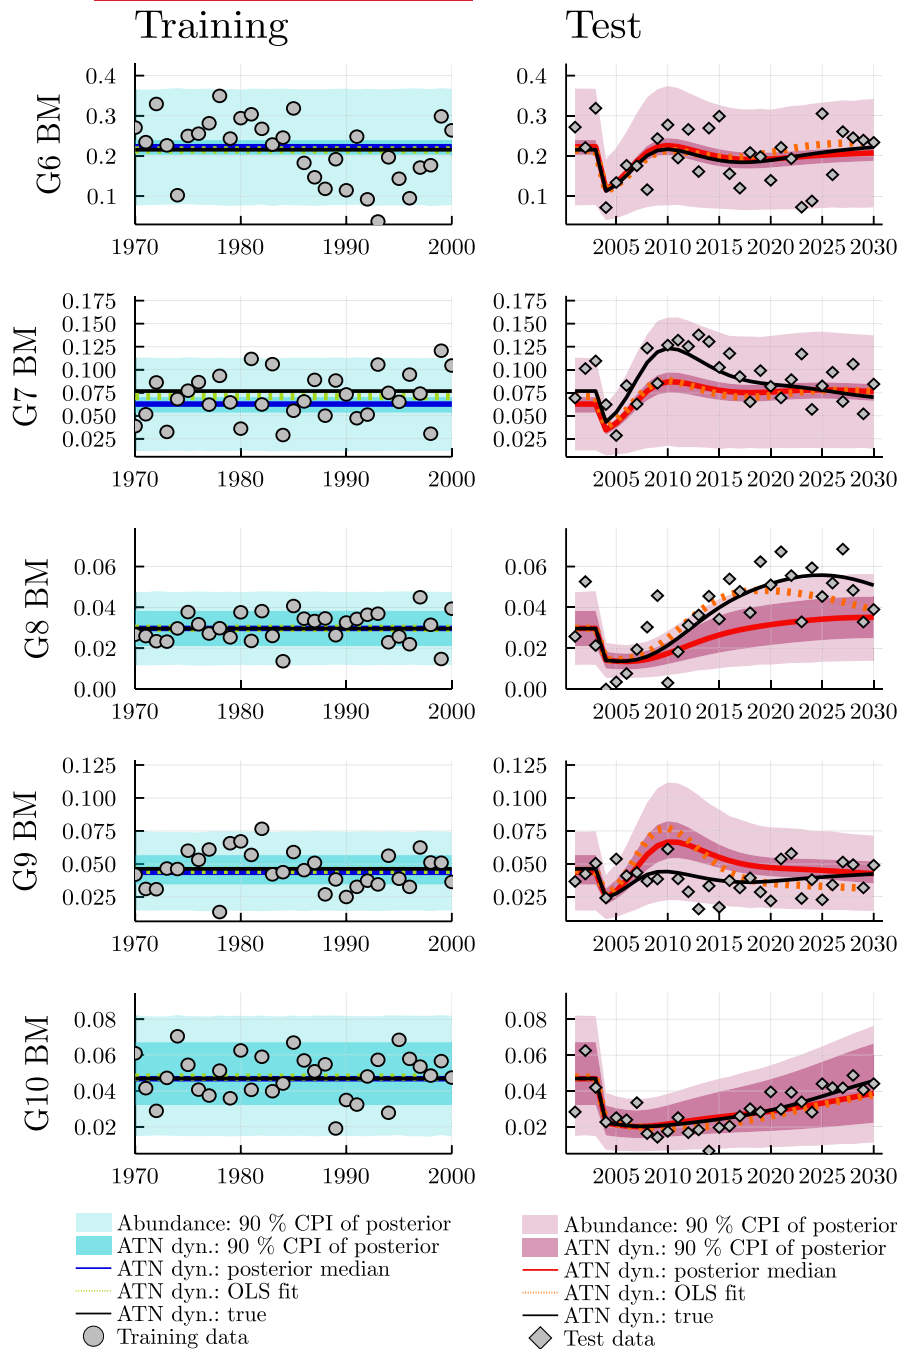 Training
Test
G6 BM
0.4
0.3
0.2
0.1
1970 1980 1990 2000
2005 2010 2015 2020 2025 2030
G7 BM
0.175
0.150
0.125
0.100
0.075
0.050
0.025
1970 1980 1990 2000
0.175
0.150
0.125
0.100
0.075
0.050
0.025
2005 2010 2015 2020 2025 2030
G8 BM
0.06
0.04
0.02
0.00
1970 1980 1990 2000
0.06
0.04
0.02
0.00
2005 2010 2015 2020 2025 2030
G9 BM
0.125
0.100
0.075
0.050
0.025
1970 1980 1990 2000
0.125
0.100
0.075
0.050
0.025
2005 2010 2015 2020 2025 2030
G10 BM
0.08
0.06
0.04
0.02
1970 1980 1990 2000
0.08
0.06
0.04
0.02
2005 2010 2015 2020 2025 2030
Abundance: 90 % CPI of posterior
ATN dyn.: 90 % CPI of posterior
ATN dyn.: posterior median
ATN dyn.: OLS fit
ATN dyn.: true
Training data
Abundance: 90 % CPI of posterior
ATN dyn.: 90 % CPI of posterior
ATN dyn.: posterior median
ATN dyn.: OLS fit
ATN dyn.: true
Test data